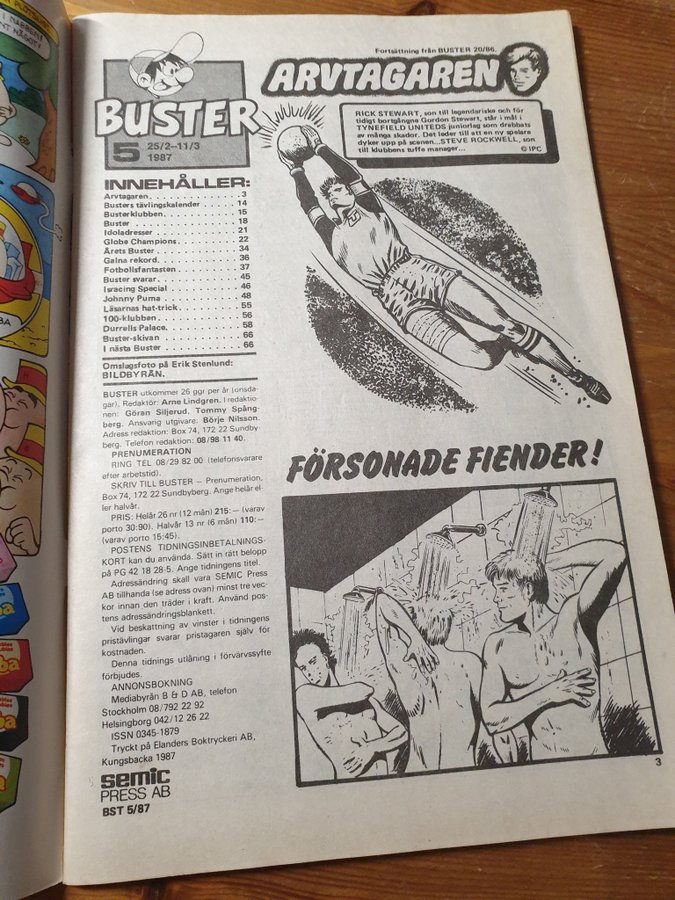 BUSTER
5 25/2–11/3
1987
INNEHÅLLER:
Arvtagaren. . . . . . . . . . . . . . . 3
Busters tävlingskalender . . . . . . 14
Busterklubben. . . . . . . . . . . . . 15
Buster . . . . . . . . . . . . . . . . . 18
Idoladresser . . . . . . . . . . . . . . 21
Globe Champions . . . . . . . . . . . 22
Årets Buster . . . . . . . . . . . . . . 34
Galna rekord. . . . . . . . . . . . . . 36
Fotbollsfantasten . . . . . . . . . . . 37
Buster svarar. . . . . . . . . . . . . . 45
Isracing Special . . . . . . . . . . . . 46
Johnny Puma . . . . . . . . . . . . . 48
Läsarnas hat-trick. . . . . . . . . . . 55
100-klubben . . . . . . . . . . . . . . 56
Durrells Palace. . . . . . . . . . . . . 58
Buster-skivan . . . . . . . . . . . . . 66
I nästa Buster . . . . . . . . . . . . . 66
Omslagsfoto på Erik Stenlund:
BILDBYRÅN.
BUSTER utkommer 26 ggr per år (onsda-
gar). Redaktör: Arne Lindgren. I redaktio-
nen: Göran Siljerud, Tommy Spång-
berg. Ansvarig utgivare: Börje Nilsson.
Adress redaktion: Box 74, 172 22 Sundby-
berg. Telefon redaktion: 08/98 11 40.
PRENUMERATION
RING TEL 08/29 82 00 (telefonsvarare
efter arbetstid).
SKRIV TILL BUSTER – Prenumeration,
Box 74, 172 22 Sundbyberg. Ange helår el-
ler halvår.
PRIS: Helår 26 nr (12 mån) 215:– (varav
porto 30:90). Halvår 13 nr (6 mån) 110:–
(varav porto 15:45).
POSTENS TIDNINGSINBETALNINGS-
KORT kan du använda. Sätt in rätt belopp
på PG 42 18 28-5. Ange tidningens titel.
Adressändring skall vara SEMIC Press
AB tillhanda (se adress ovan) minst tre vec-
kor innan den träder i kraft. Använd pos-
tens adressändringsblankett.
Vid beskattning av vinster i tidningens
pristävlingar svarar pristagaren själv för
kostnaden.
Denna tidnings utlåning i förvärvssyfte
förbjudes.
ANNONSBOKNING
Mediabyrån B & D AB, telefon
Stockholm 08/792 22 92
Helsingborg 042/12 26 22
ISSN 0345-1879
Tryckt på Elanders Boktryckeri AB,
Kungsbacka 1987
semic
PRESS AB
BST 5/87
Fortsättning från BUSTER 20/86.
ARVTAGAREN
RICK STEWART, son till legendariske och för
tidigt bortgångne Gordon Stewart, står i mål i
TYNEFIELD UNITEDS juniorlag som drabbats
av många skador. Det leder till att en ny spelare
dyker upp på scenen...STEVE ROCKWELL, son
till klubbens tuffe manager... © IPC
FÖRSONADE FIENDER!
3